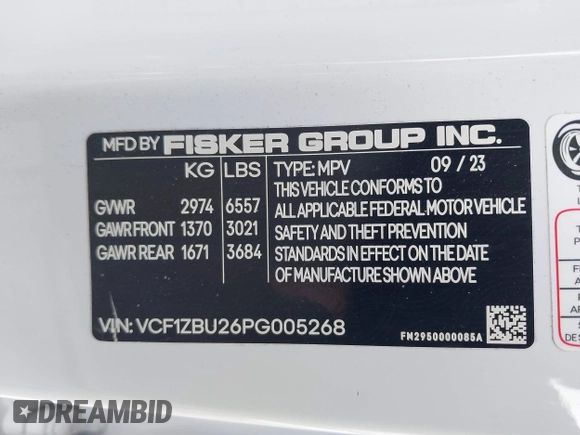 MFD BY FISKER GROUP INC.
KG LBS TYPE: MPV 09 / 23
THIS VEHICLE CONFORMS TO
GVWR 2974 6557 ALL APPLICABLE FEDERAL MOTOR VEHICLE
GAWR FRONT 1370 3021 SAFETY AND THEFT PREVENTION
GAWR REAR 1671 3684 STANDARDS IN EFFECT ON THE DATE
OF MANUFACTURE SHOWN ABOVE
VIN: VCF1ZBU26PG005268
FM2950000085A
DREAMBID